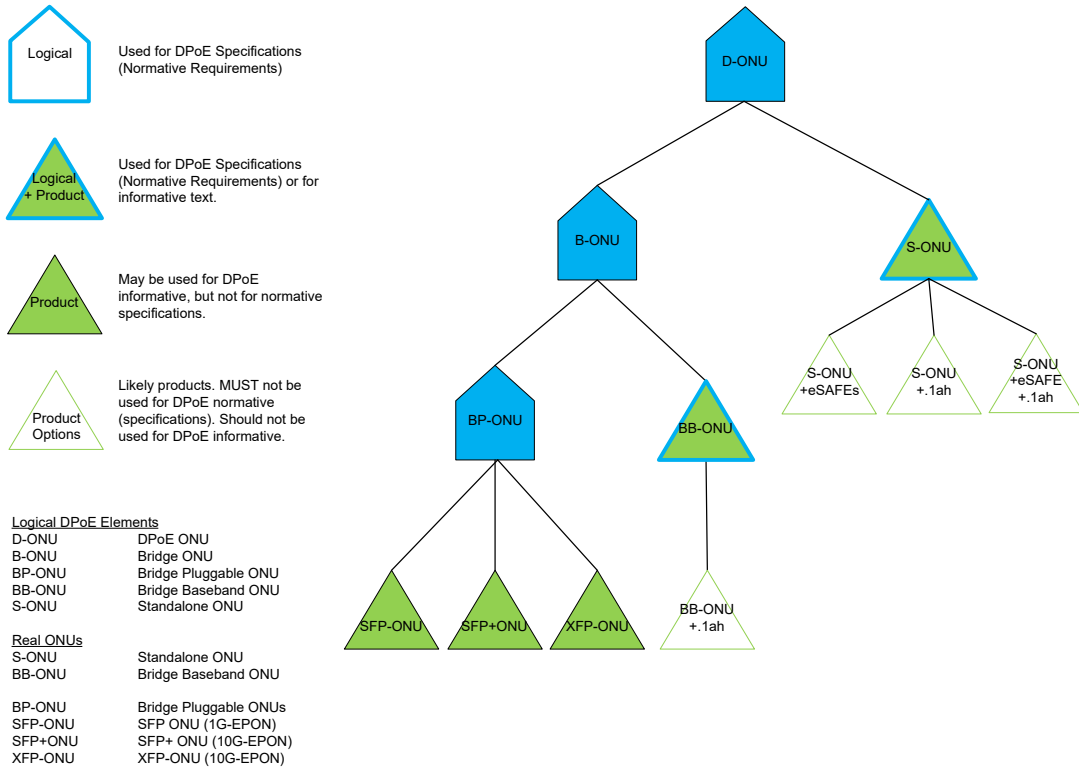 Logical
Used for DPoE Specifications
(Normative Requirements)
Logical
+ Product
Used for DPoE Specifications
(Normative Requirements) or for
informative text.
Product
May be used for DPoE
informative, but not for normative
specifications.
Product
Options
Likely products. MUST not be
used for DPoE normative
(specifications). Should not be
used for DPoE informative.
Logical DPoE Elements
D-ONU DPoE ONU
B-ONU Bridge ONU
BP-ONU Bridge Pluggable ONU
BB-ONU Bridge Baseband ONU
S-ONU Standalone ONU
Real ONUs
S-ONU Standalone ONU
BB-ONU Bridge Baseband ONU
BP-ONU Bridge Pluggable ONUs
SFP-ONU SFP ONU (1G-EPON)
SFP+ONU SFP+ ONU (10G-EPON)
XFP-ONU XFP-ONU (10G-EPON)
D-ONU
B-ONU
S-ONU
S-ONU
+eSAFEs
S-ONU
+.1ah
S-ONU
+eSAFE
+.1ah
BP-ONU
BB-ONU
SFP-ONU
SFP+ONU
XFP-ONU
BB-ONU
+.1ah